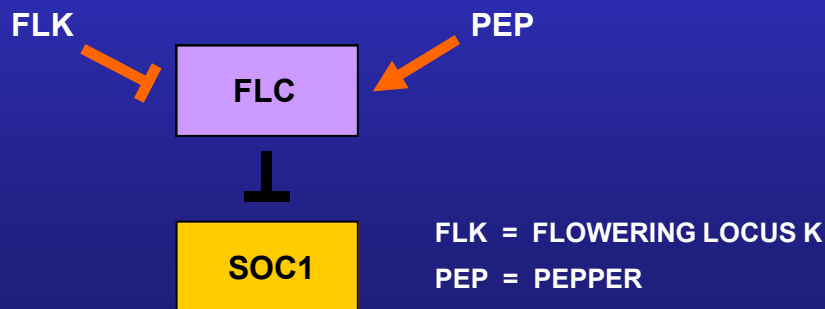 FLK
PEP
FLC
SOC1
FLK = FLOWERING LOCUS K
PEP = PEPPER